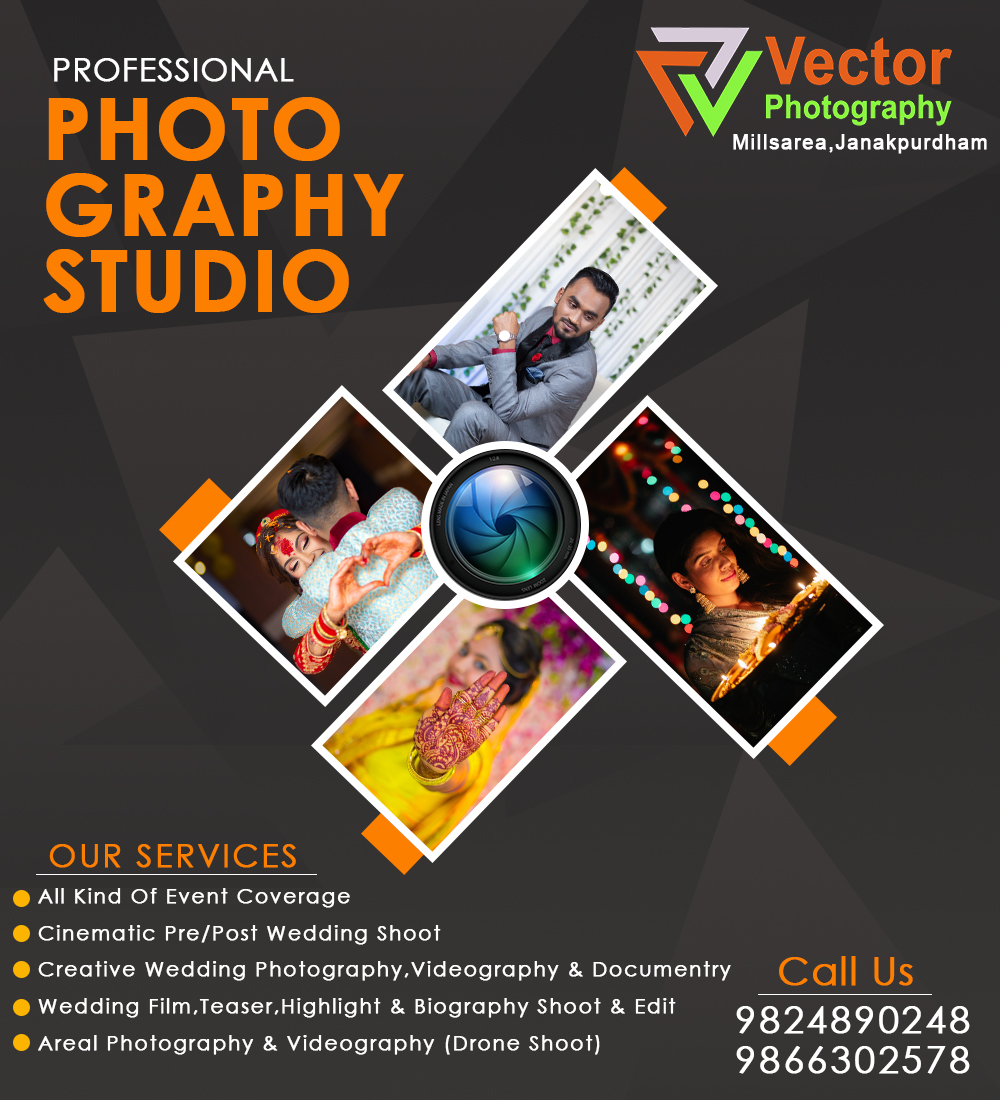 PROFESSIONAL
PHOTO
GRAPHY
STUDIO
Vector
Photography
Millsarea,Janakpurdham
OUR SERVICES
All Kind Of Event Coverage
Cinematic Pre/Post Wedding Shoot
Creative Wedding Photography,Videography & Documentry
Wedding Film,Teaser,Highlight & Biography Shoot & Edit
Areal Photography & Videography (Drone Shoot)
Call Us
9824890248
9866302578